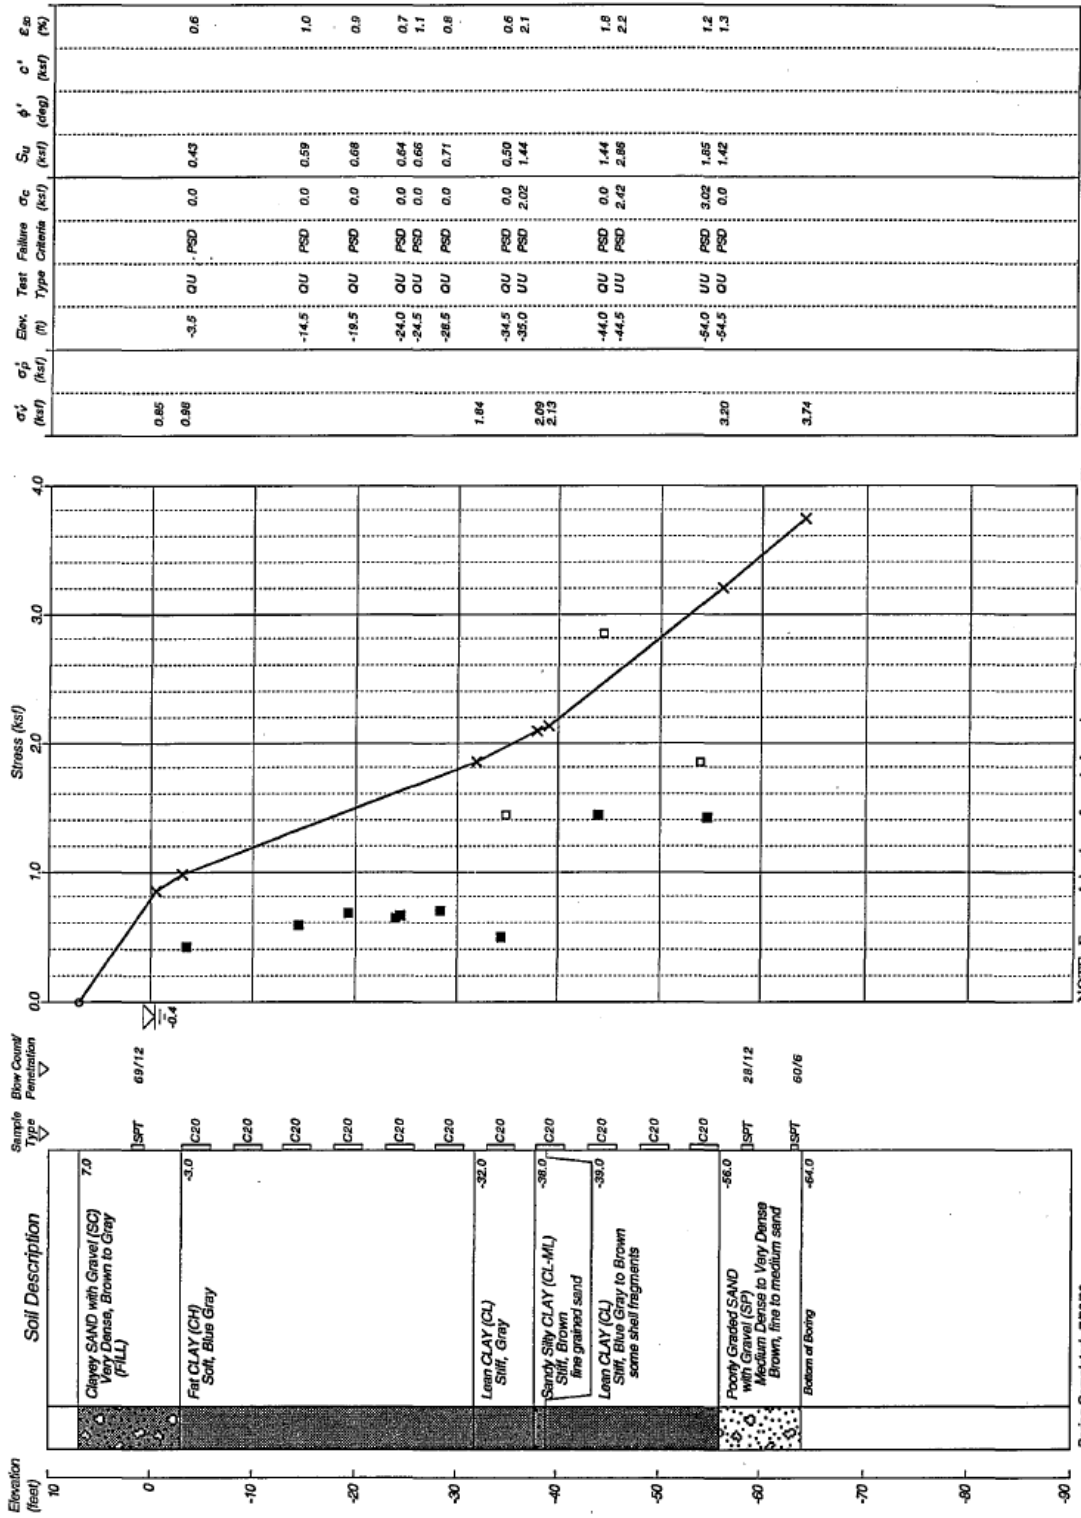 Elevation
(feet)
10
0
-10
-20
-30
-40
-50
-60
-70
-80
-90
Soil Description
7.0
Clayey SAND with Gravel (SC)
Very Dense, Brown to Gray
(FILL)
-3.0
Fat CLAY (CH)
Soft, Blue Gray
-32.0
Lean CLAY (CL)
Stiff, Gray
-38.0
Sandy Silty CLAY (CL-ML)
Stiff, Brown
fine grained sand
-39.0
Lean CLAY (CL)
Stiff, Blue Gray to Brown
some shell fragments
-56.0
Poorly Graded SAND
with Gravel (SP)
Medium Dense to Very Dense
Brown, fine to medium sand
-64.0
Bottom of Boring
Sample
Type
SPT
C20
C20
C20
C20
C20
C20
C20
C20
C20
C20
C20
SPT
SPT
Blow Count/
Penetration
69/12
28/12
60/6
-0.4
Stress (ksf)
0.0
1.0
2.0
3.0
4.0
σv' (ksf)
0.85
0.98
1.84
2.09
2.13
3.20
3.74
σp' (ksf)
Elev. Test Failure σc Su φ' c' ε50
(ft) Type Criteria (ksf) (ksf) (deg) (ksf) (%)
-3.5 QU PSD 0.0 0.43 0.6
-14.5 QU PSD 0.0 0.59 1.0
-19.5 QU PSD 0.0 0.68 0.9
-24.0 QU PSD 0.0 0.64 0.7
-24.5 QU PSD 0.0 0.66 1.1
-28.5 QU PSD 0.0 0.71 0.8
-34.5 QU PSD 0.0 0.50 0.6
-35.0 UU PSD 2.02 1.44 2.1
-44.0 QU PSD 0.0 1.44 1.8
-44.5 UU PSD 2.42 2.86 2.2
-54.0 UU PSD 3.02 1.85 1.2
-54.5 QU PSD 0.0 1.42 1.3